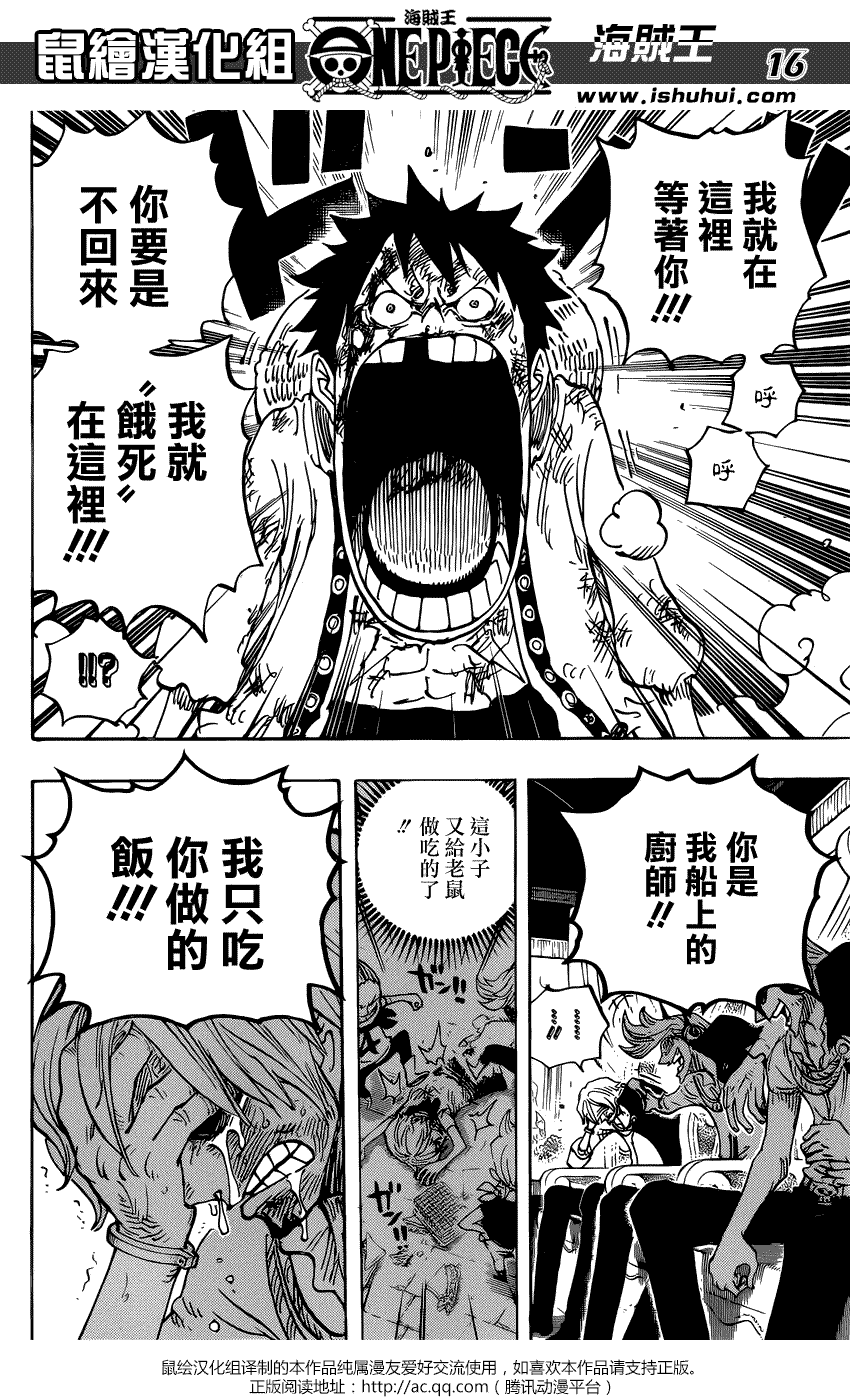 鼠繪漢化組
海賊王
ONE PIECE
海賊王
16
www.ishuhui.com
我就在
這裡
等著你!!!
呼
呼
你要是
不回來
我就
〝餓死〞
在這裡!!!
!!?
你是
我船上的
廚師!!
!! !!
這小子
又給老鼠
做吃的了
!!
ガン!!
ガン!!
ギャ!!
我只吃
你做的
飯!!!
鼠绘汉化组译制的本作品纯属漫友爱好交流使用，如喜欢本作品请支持正版。
正版阅读地址：http://ac.qq.com（腾讯动漫平台）